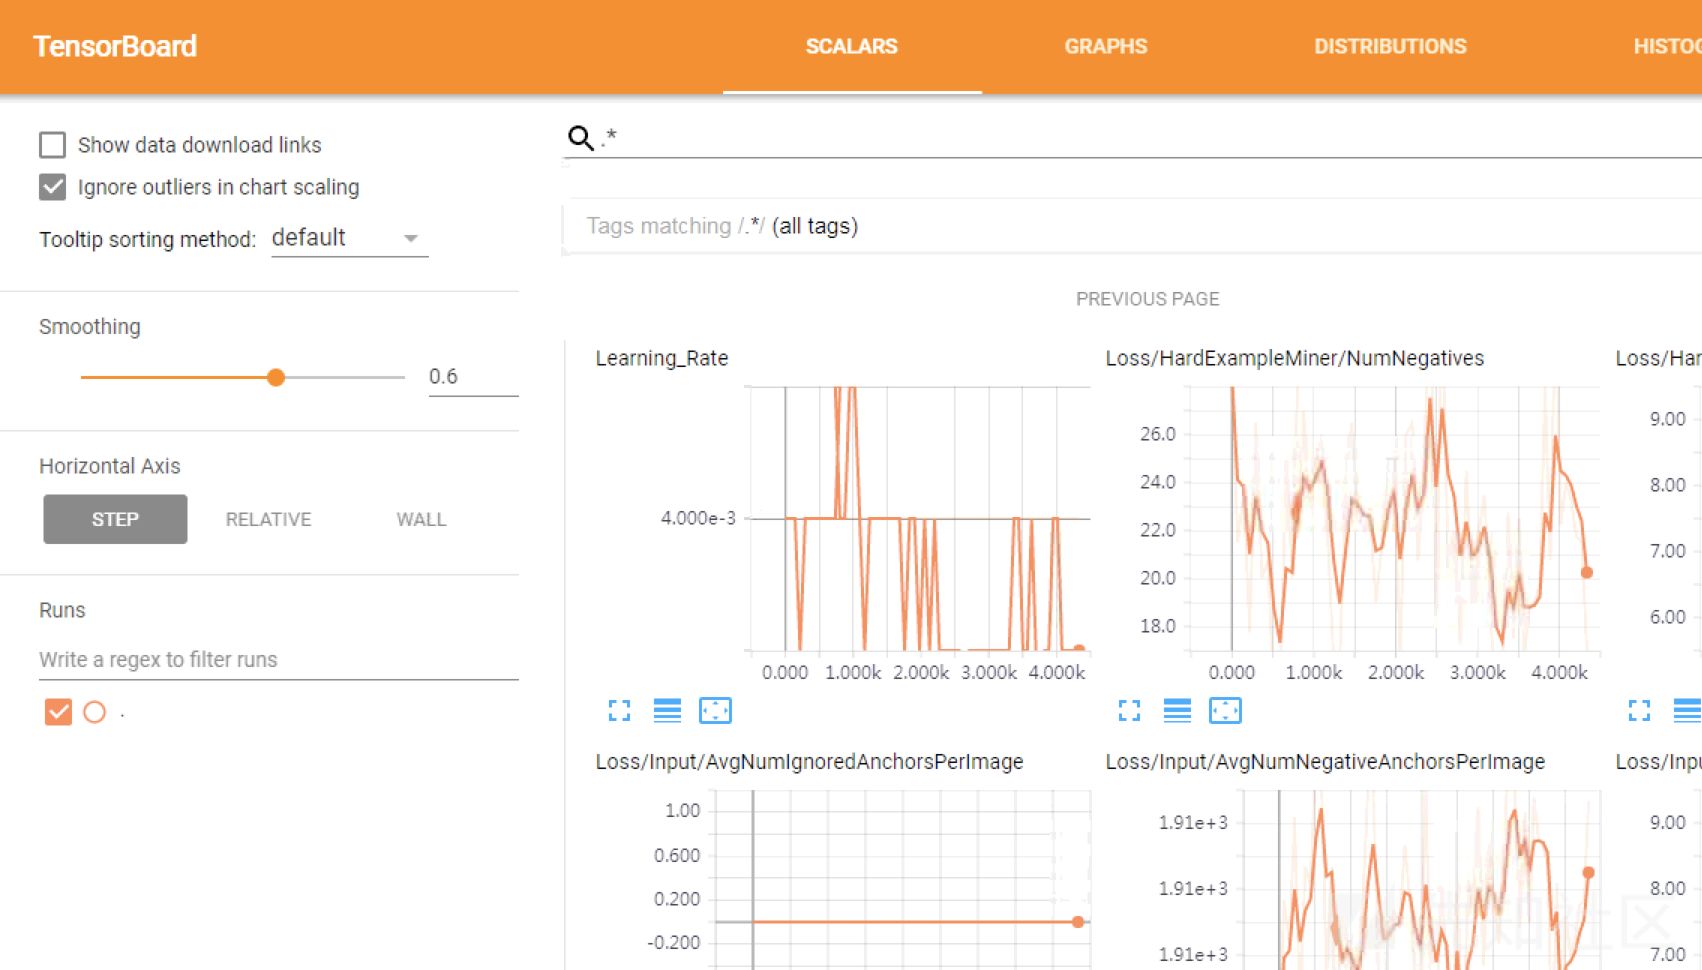 TensorBoard
SCALARS GRAPHS DISTRIBUTIONS HISTOG
Show data download links
Ignore outliers in chart scaling
Tooltip sorting method: default
.*
Tags matching /.*/ (all tags)
PREVIOUS PAGE
Smoothing
0.6
Horizontal Axis
STEP RELATIVE WALL
Runs
Write a regex to filter runs
.
Learning_Rate
4.000e-3
0.000 1.000k 2.000k 3.000k 4.000k
Loss/HardExampleMiner/NumNegatives
26.0
24.0
22.0
20.0
18.0
0.000 1.000k 2.000k 3.000k 4.000k
Loss/Har
9.00
8.00
7.00
6.00
Loss/Input/AvgNumIgnoredAnchorsPerImage
1.00
0.600
0.200
-0.200
Loss/Input/AvgNumNegativeAnchorsPerImage
1.91e+3
1.91e+3
1.91e+3
Loss/Inpu
9.00
8.00
7.00